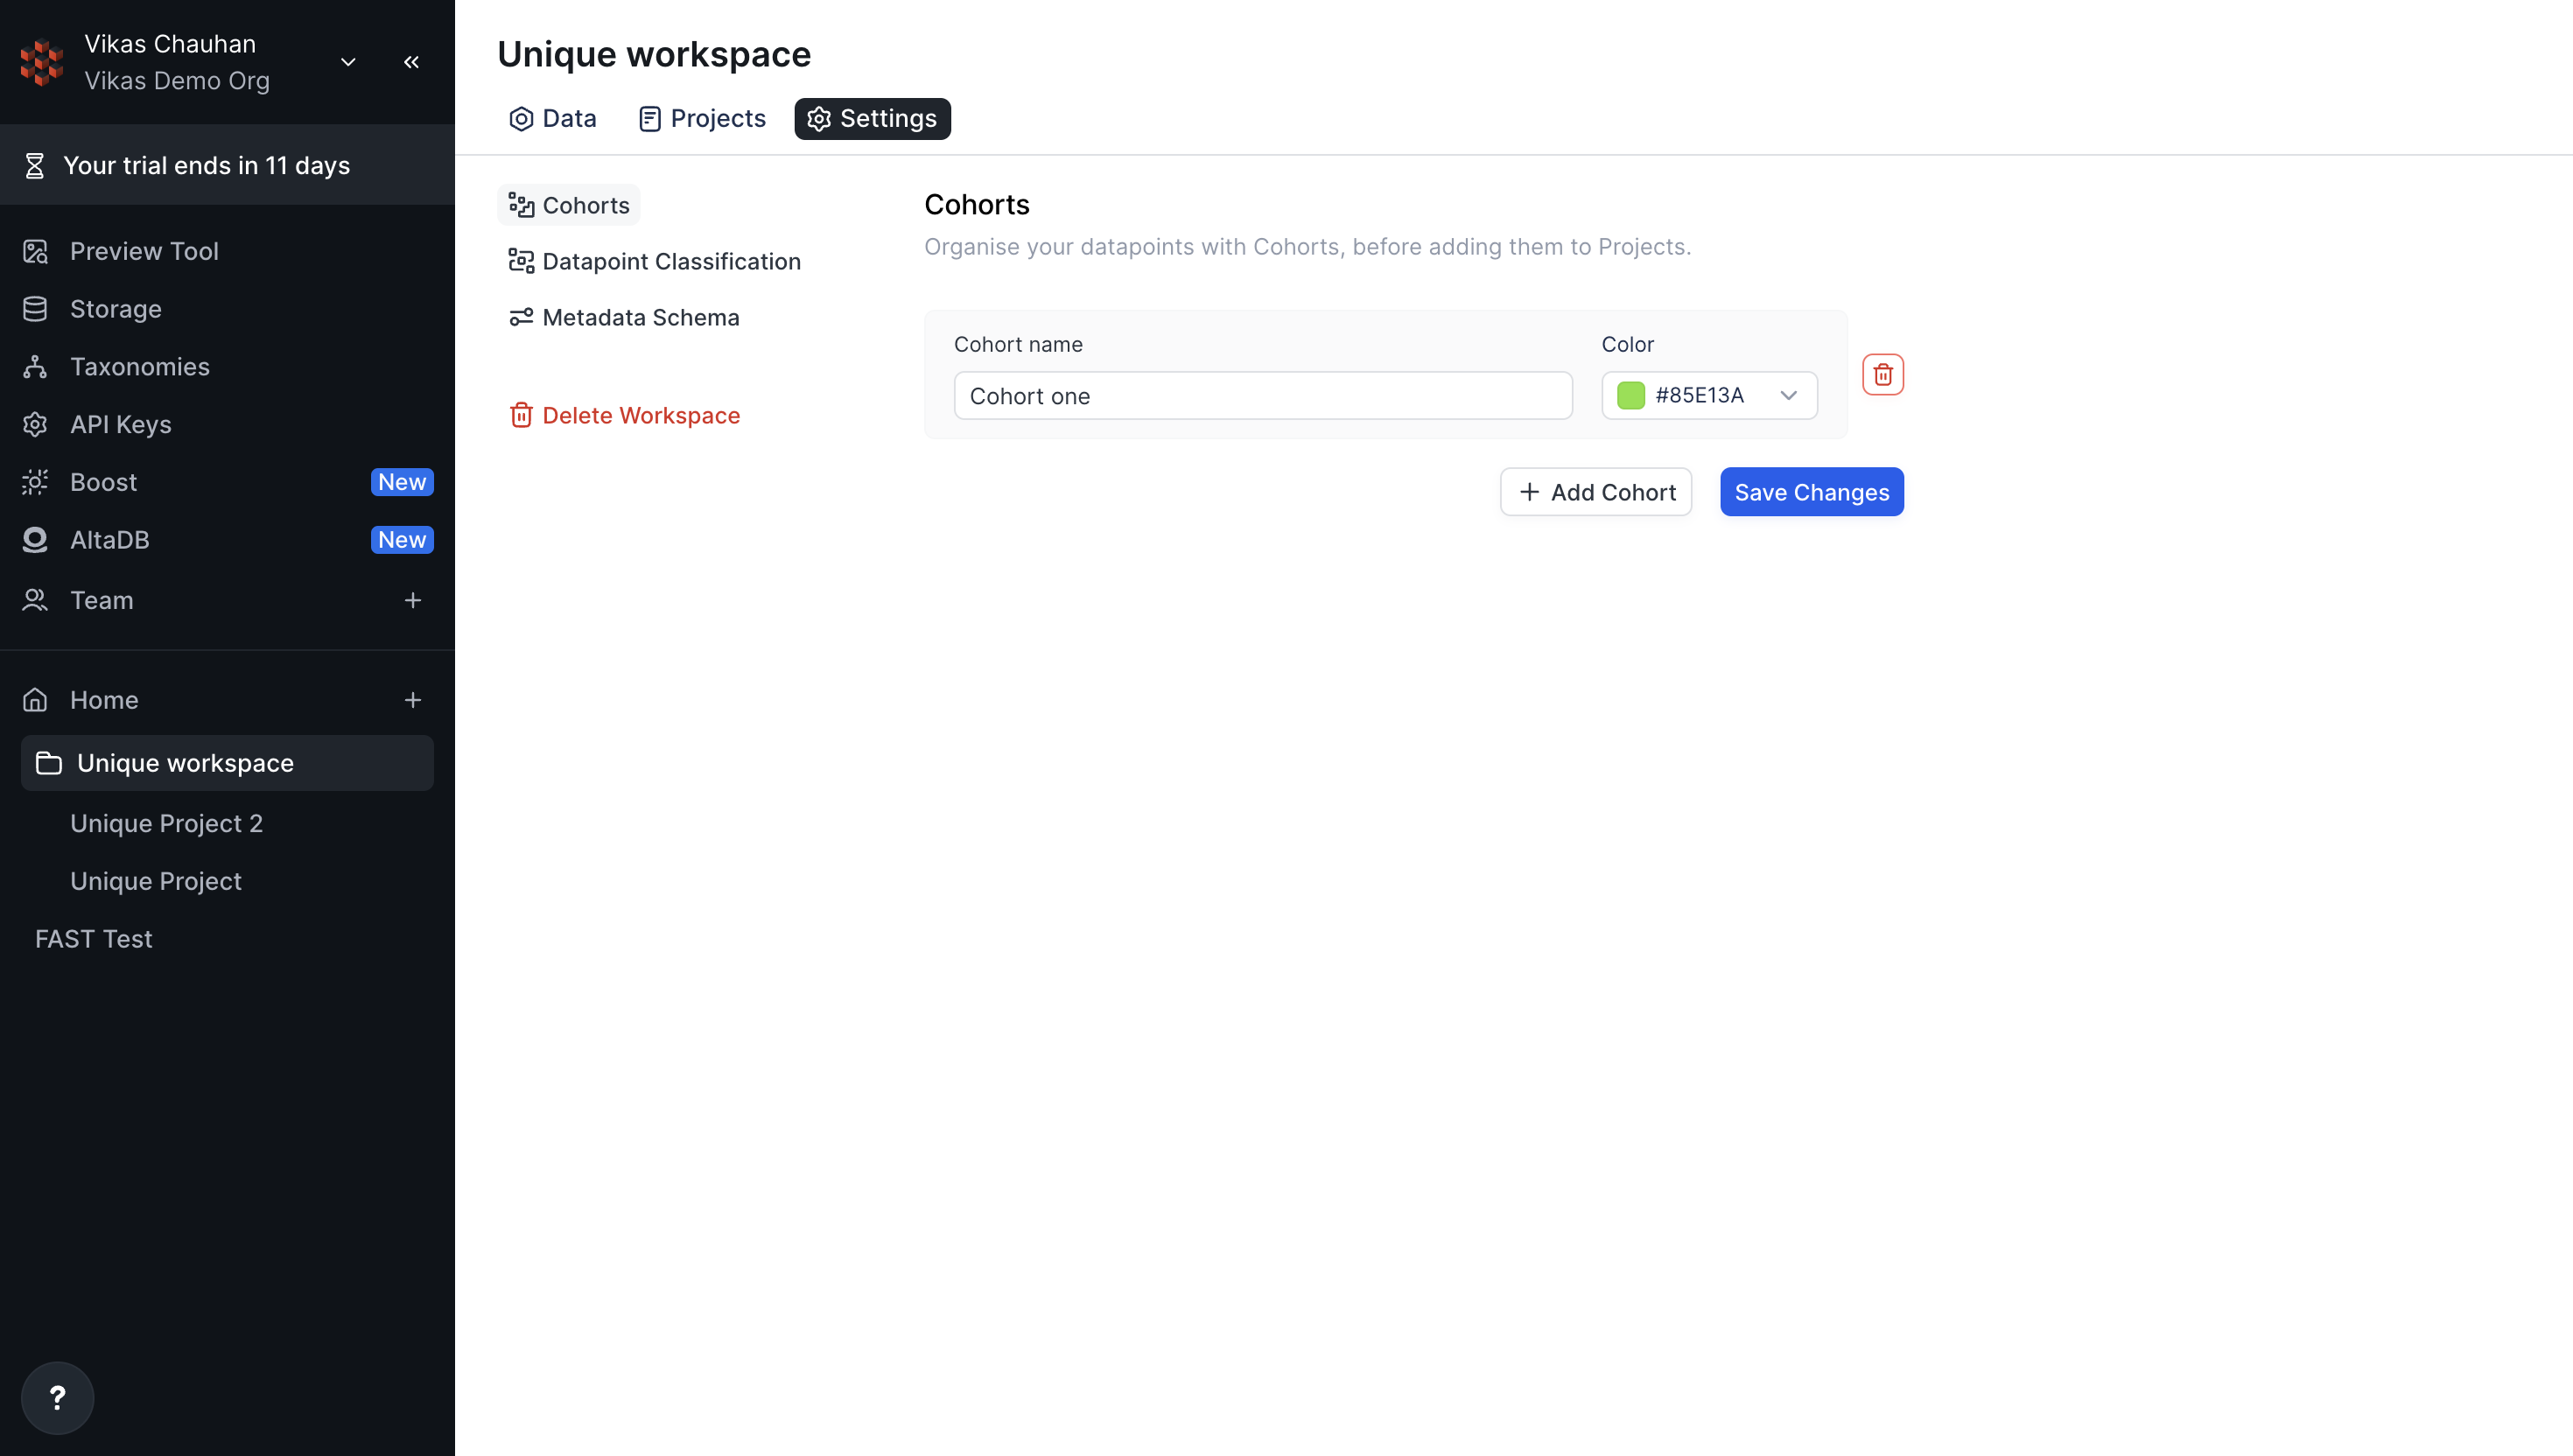 Vikas Chauhan
Vikas Demo Org
Your trial ends in 11 days
Preview Tool
Storage
Taxonomies
API Keys
Boost New
AltaDB New
Team
Home
Unique workspace
Unique Project 2
Unique Project
FAST Test
?
Unique workspace
Data Projects Settings
Cohorts
Datapoint Classification
Metadata Schema
Delete Workspace
Cohorts
Organise your datapoints with Cohorts, before adding them to Projects.
Cohort name Color
Cohort one #85E13A
Add Cohort Save Changes